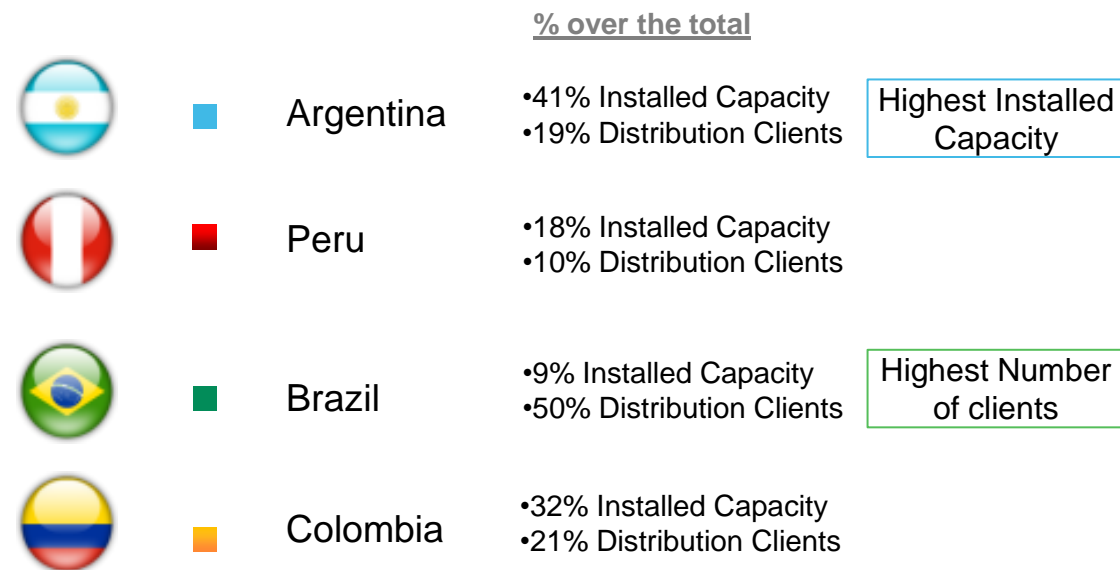 % over the total
Argentina
•41% Installed Capacity
•19% Distribution Clients
Highest Installed
Capacity
Peru
•18% Installed Capacity
•10% Distribution Clients
Brazil
•9% Installed Capacity
•50% Distribution Clients
Highest Number
of clients
Colombia
•32% Installed Capacity
•21% Distribution Clients